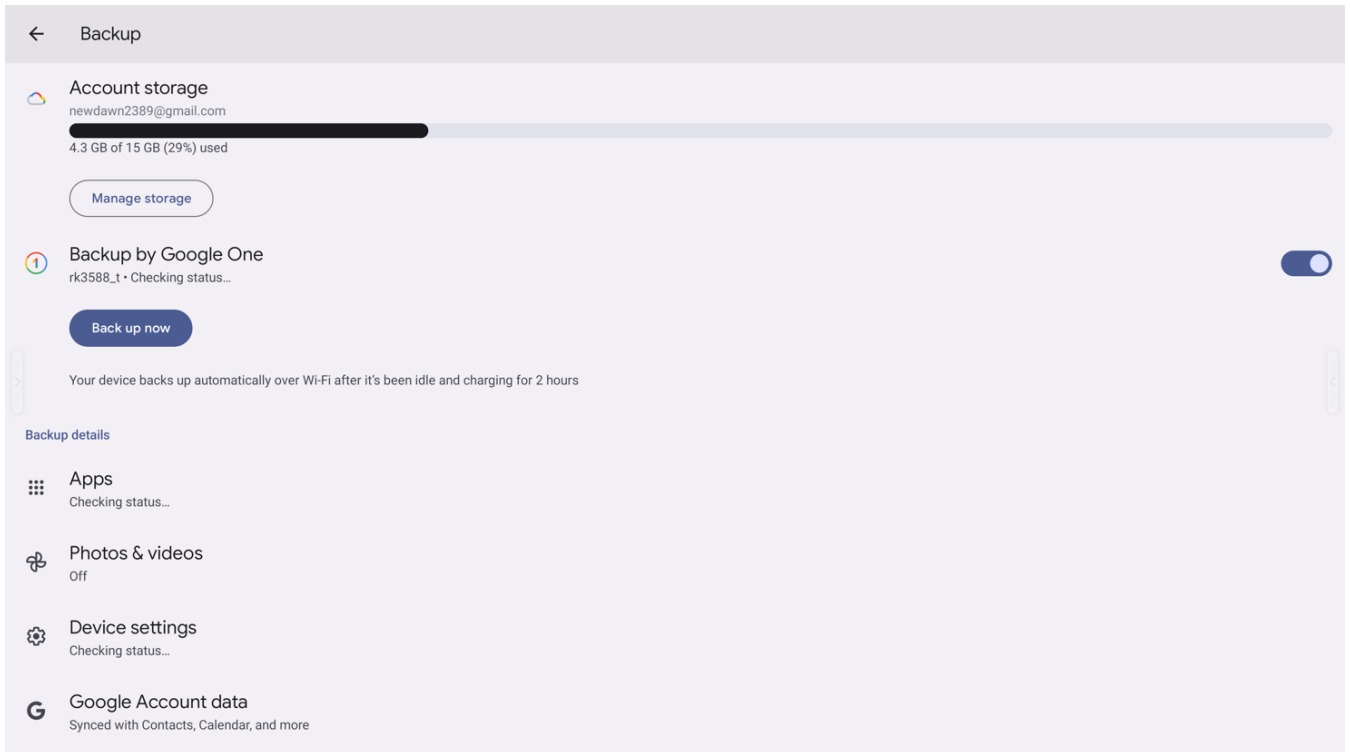 Backup
Account storage
newdawn2389@gmail.com
4.3 GB of 15 GB (29%) used
Manage storage
Backup by Google One
rk3588_t • Checking status…
Back up now
Your device backs up automatically over Wi-Fi after it's been idle and charging for 2 hours
Backup details
Apps
Checking status…
Photos & videos
Off
Device settings
Checking status…
Google Account data
Synced with Contacts, Calendar, and more